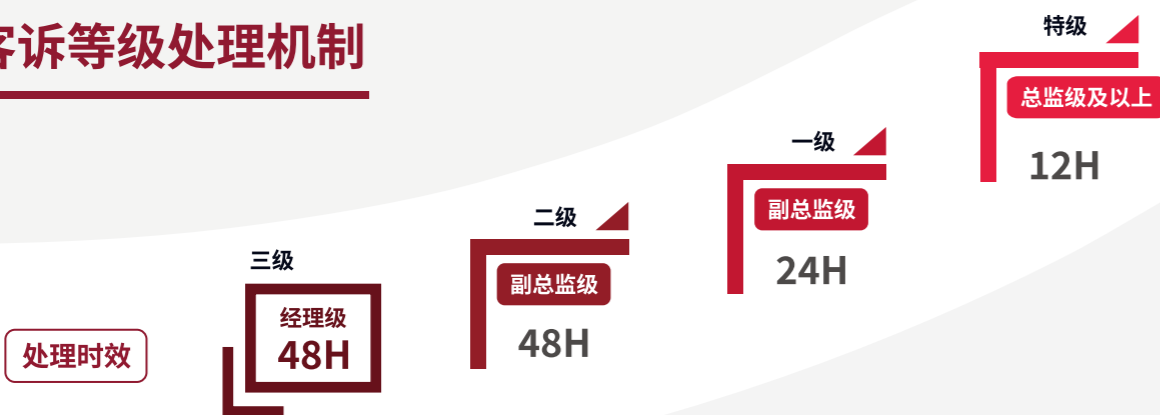 客诉等级处理机制
特级
总监级及以上
12H
一级
副总监级
24H
二级
副总监级
48H
三级
经理级
48H
处理时效